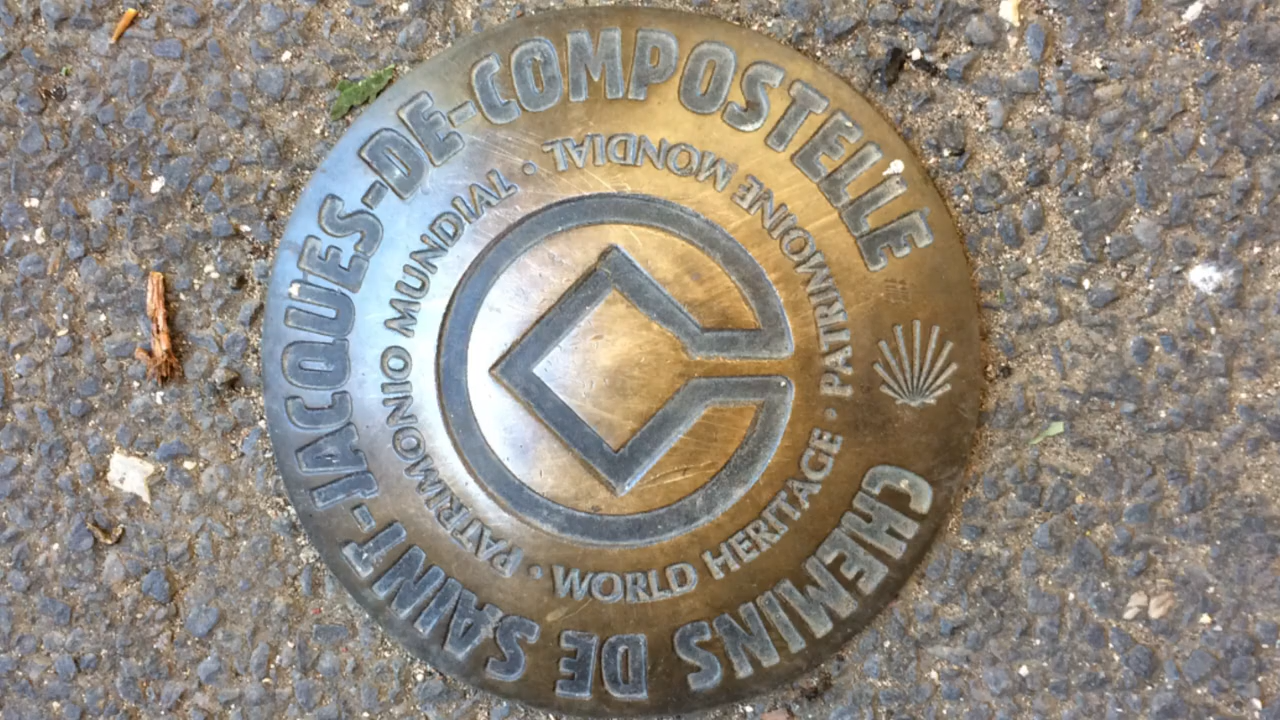 CHEMINS DE SAINT-JACQUES-DE-COMPOSTELLE
WORLD HERITAGE · PATRIMOINE MONDIAL · PATRIMONIO MUNDIAL ·